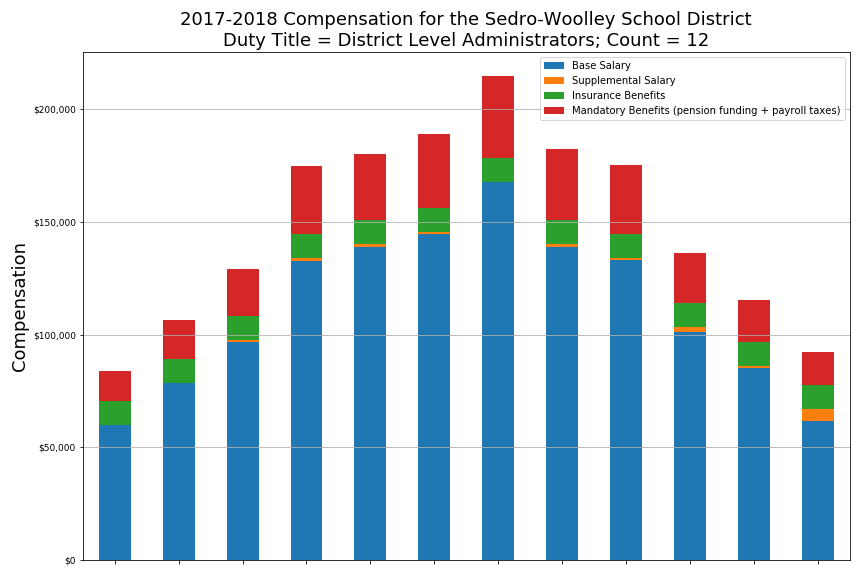 2017-2018 Compensation for the Sedro-Woolley School District
Duty Title = District Level Administrators; Count = 12
Base Salary
Supplemental Salary
Insurance Benefits
Mandatory Benefits (pension funding + payroll taxes)
$200,000
$150,000
$100,000
$50,000
$0
Compensation